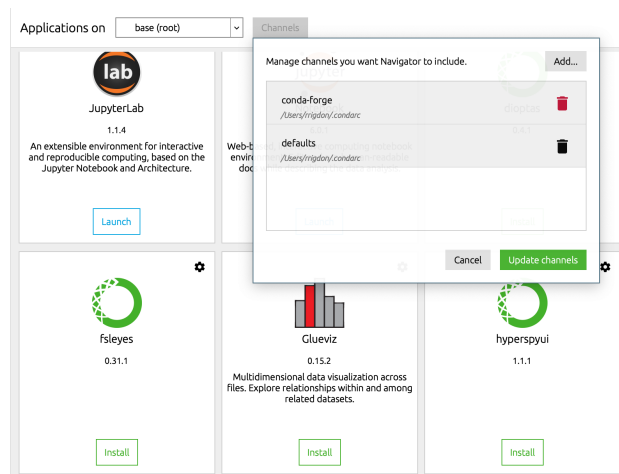 Applications on
base (root)
Channels
Manage channels you want Navigator to include.
Add...
conda-forge
/Users/rrigdon/.condarc
defaults
/Users/rrigdon/.condarc
Cancel
Update channels
lab
JupyterLab
1.1.4
An extensible environment for interactive
and reproducible computing, based on the
Jupyter Notebook and Architecture.
Launch
fsleyes
0.31.1
Install
Glueviz
0.15.2
Multidimensional data visualization across
files. Explore relationships within and among
related datasets.
Install
hyperspyui
1.1.1
Install